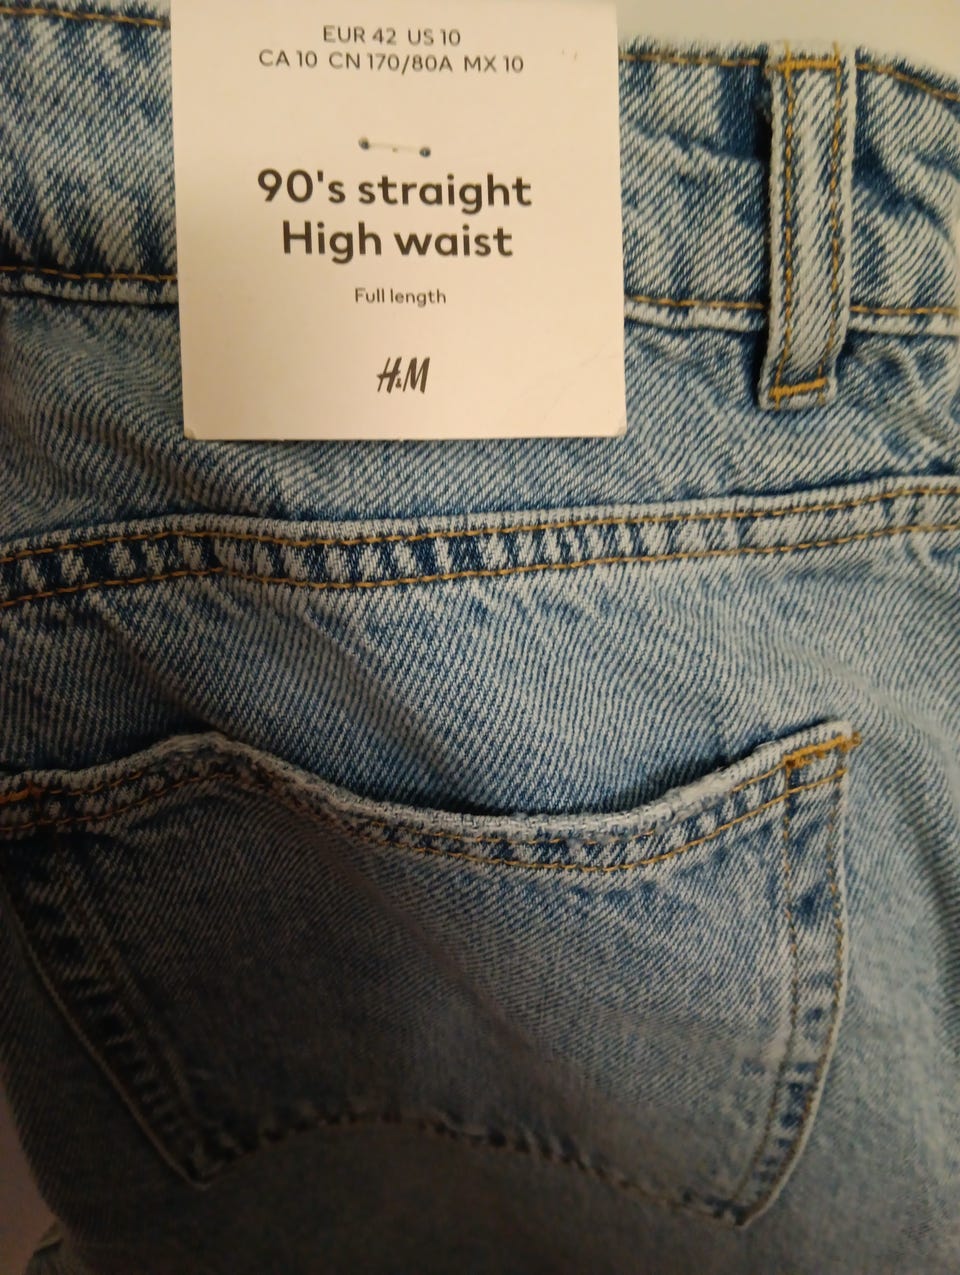 EUR 42 US 10
CA 10 CN 170/80A MX 10
90's straight
High waist
Full length
H&M